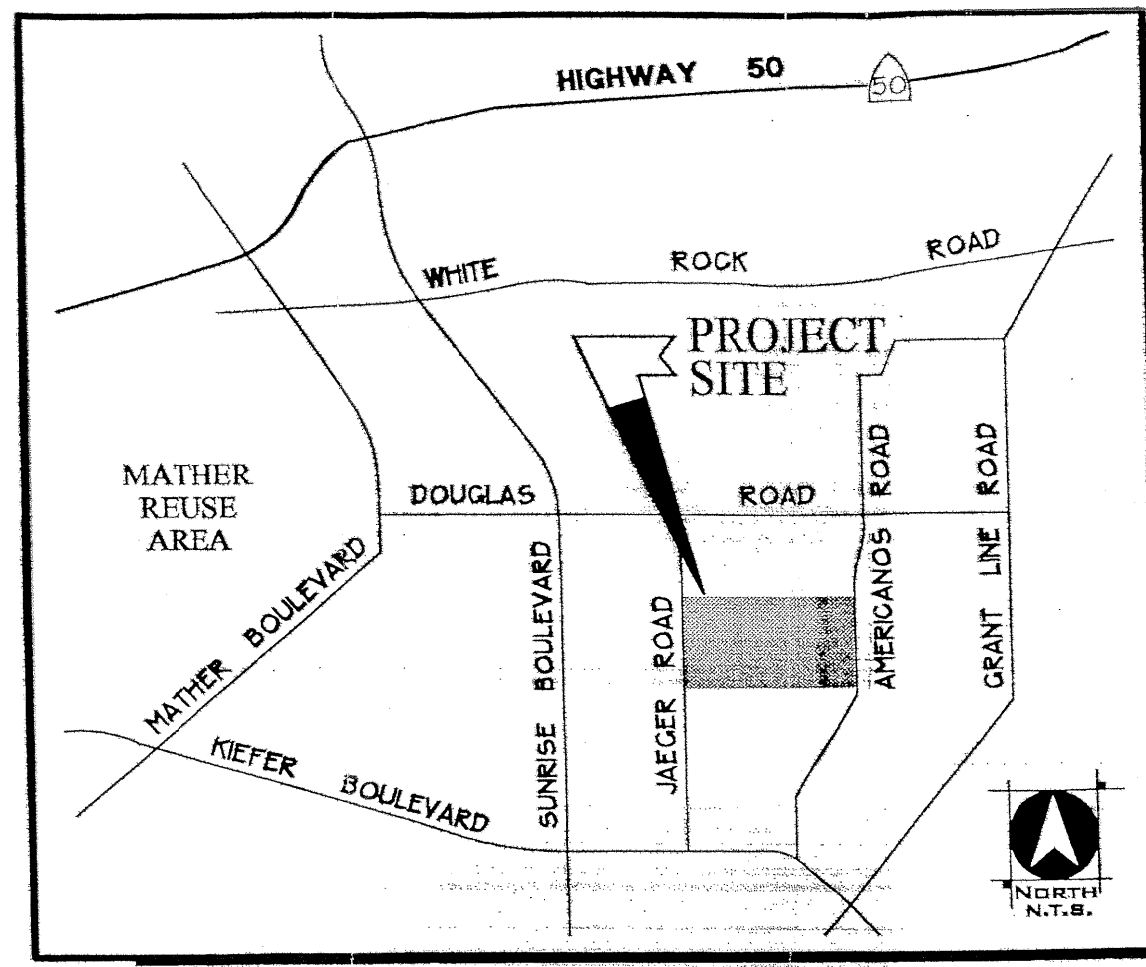 HIGHWAY 50
50
WHITE ROCK ROAD
PROJECT
SITE
MATHER
REUSE
AREA
DOUGLAS ROAD
AMERICANOS ROAD
GRANT LINE ROAD
MATHER BOULEVARD
SUNRISE BOULEVARD
JAEGER ROAD
KIEFER BOULEVARD
NORTH
N.T.S.